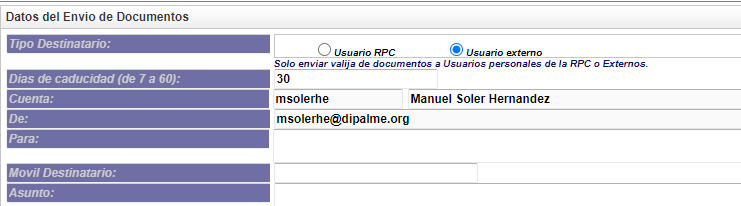 Datos del Envio de Documentos
Tipo Destinatario: Usuario RPC Usuario externo
Solo enviar valija de documentos a Usuarios personales de la RPC o Externos.
Dias de caducidad (de 7 a 60): 30
Cuenta: msolerhe Manuel Soler Hernandez
De: msolerhe@dipalme.org
Para:
Movil Destinatario:
Asunto: